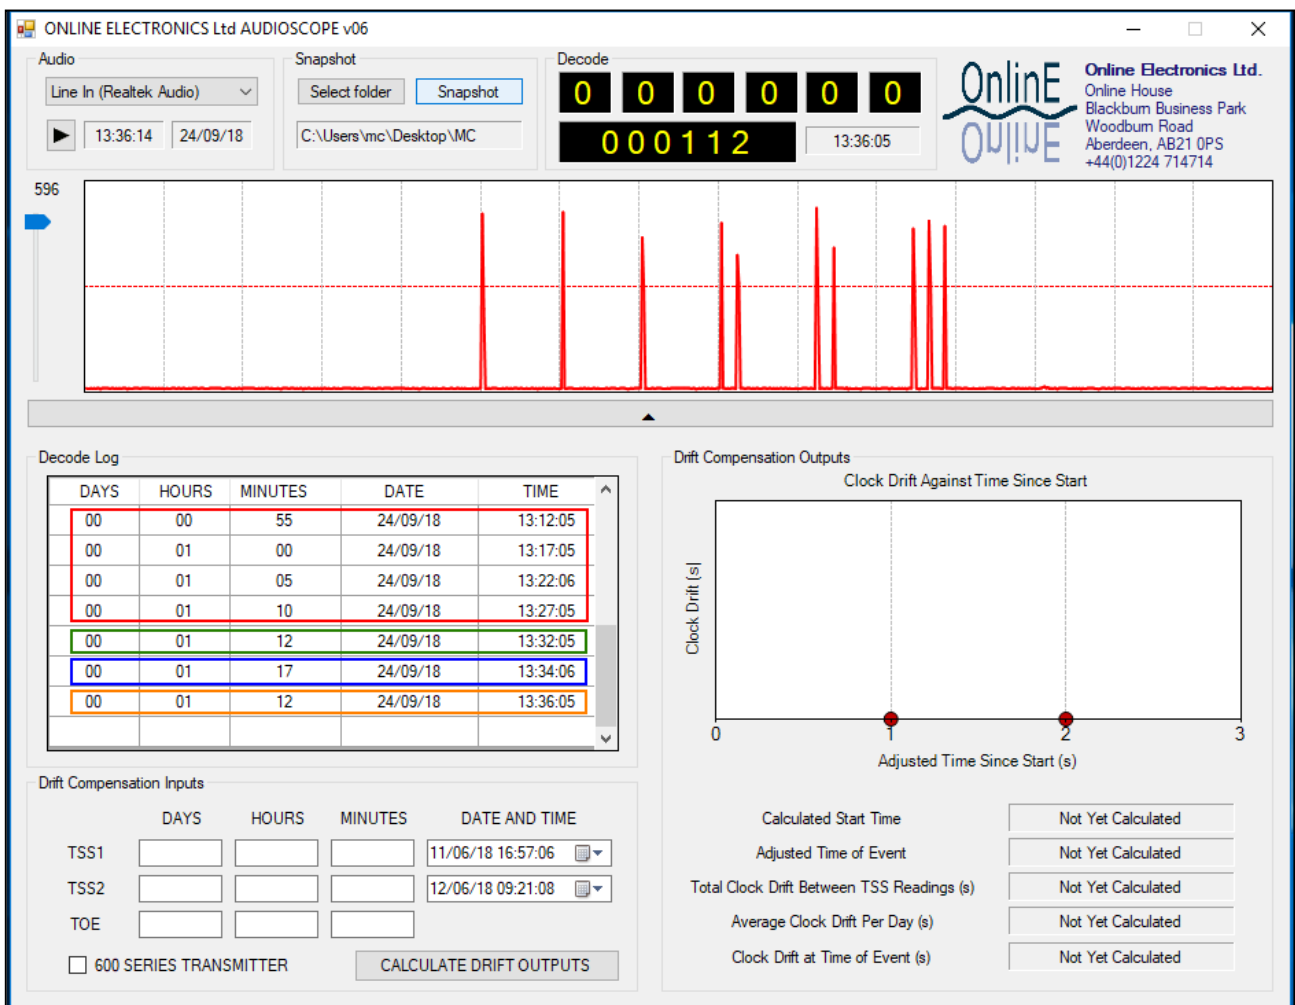 ONLINE ELECTRONICS Ltd AUDIOSCOPE v06
Audio
Line In (Realtek Audio)
13:36:14 24/09/18
Snapshot
Select folder Snapshot
C:\Users\mc\Desktop\MC
Decode
0 0 0 0 0 0
000112 13:36:05
OnlinE
OnlinE
Online Electronics Ltd.
Online House
Blackburn Business Park
Woodburn Road
Aberdeen, AB21 0PS
+44(0)1224 714714
596
Decode Log
DAYS HOURS MINUTES DATE TIME
00 00 55 24/09/18 13:12:05
00 01 00 24/09/18 13:17:05
00 01 05 24/09/18 13:22:06
00 01 10 24/09/18 13:27:05
00 01 12 24/09/18 13:32:05
00 01 17 24/09/18 13:34:06
00 01 12 24/09/18 13:36:05
Drift Compensation Inputs
DAYS HOURS MINUTES DATE AND TIME
TSS1 11/06/18 16:57:06
TSS2 12/06/18 09:21:08
TOE
600 SERIES TRANSMITTER CALCULATE DRIFT OUTPUTS
Drift Compensation Outputs
Clock Drift Against Time Since Start
Clock Drift (s)
0 1 2 3
Adjusted Time Since Start (s)
Calculated Start Time Not Yet Calculated
Adjusted Time of Event Not Yet Calculated
Total Clock Drift Between TSS Readings (s) Not Yet Calculated
Average Clock Drift Per Day (s) Not Yet Calculated
Clock Drift at Time of Event (s) Not Yet Calculated